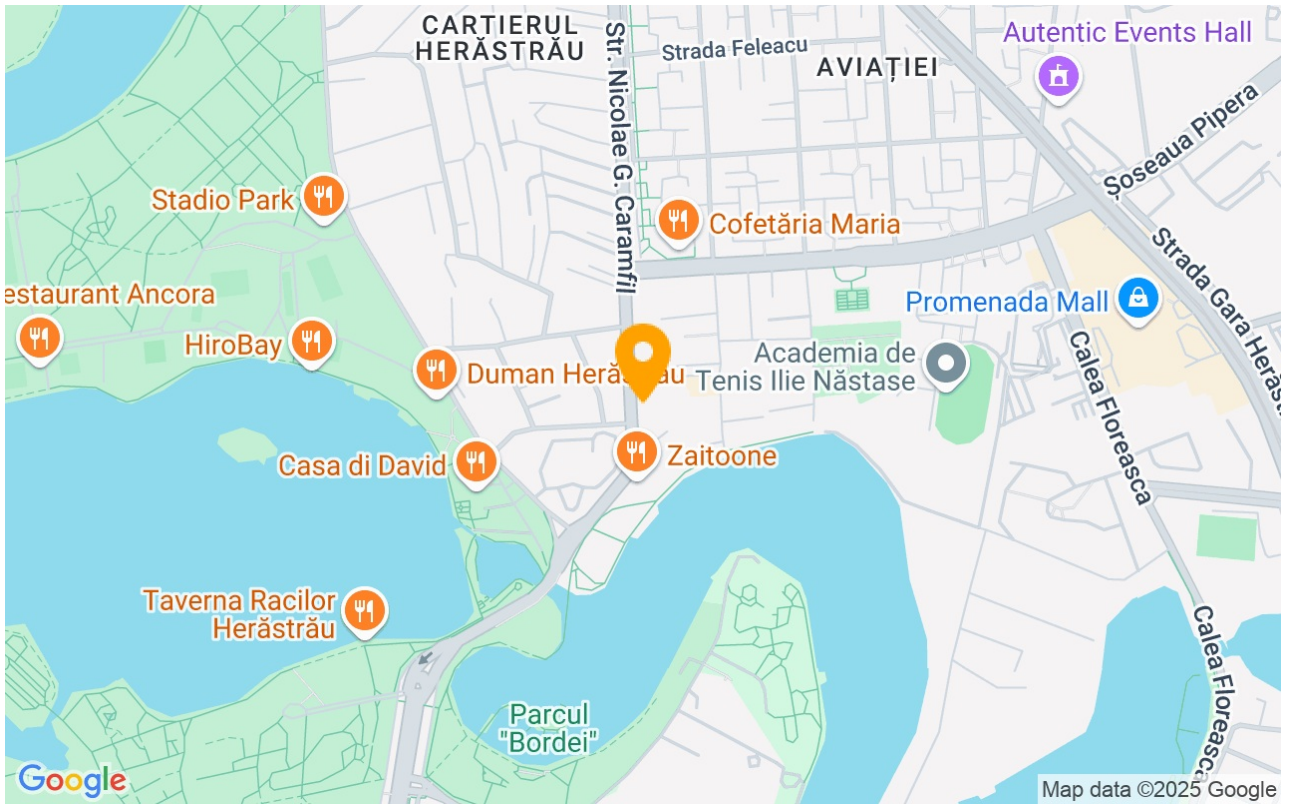 CARTIERUL
HERĂSTRĂU
Str. Nicolae G. Caramfil
Strada Feleacu
AVIAȚIEI
Autentic Events Hall
Șoseaua Pipera
Stadio Park
Cofetăria Maria
Strada Gara Herăstr
estaurant Ancora
Promenada Mall
HiroBay
Duman Herăstrău
Academia de
Tenis Ilie Năstase
Calea Floreasca
Casa di David
Zaitoone
Taverna Racilor
Herăstrău
Calea Floreasca
Parcul
"Bordei"
Google
Map data ©2025 Google